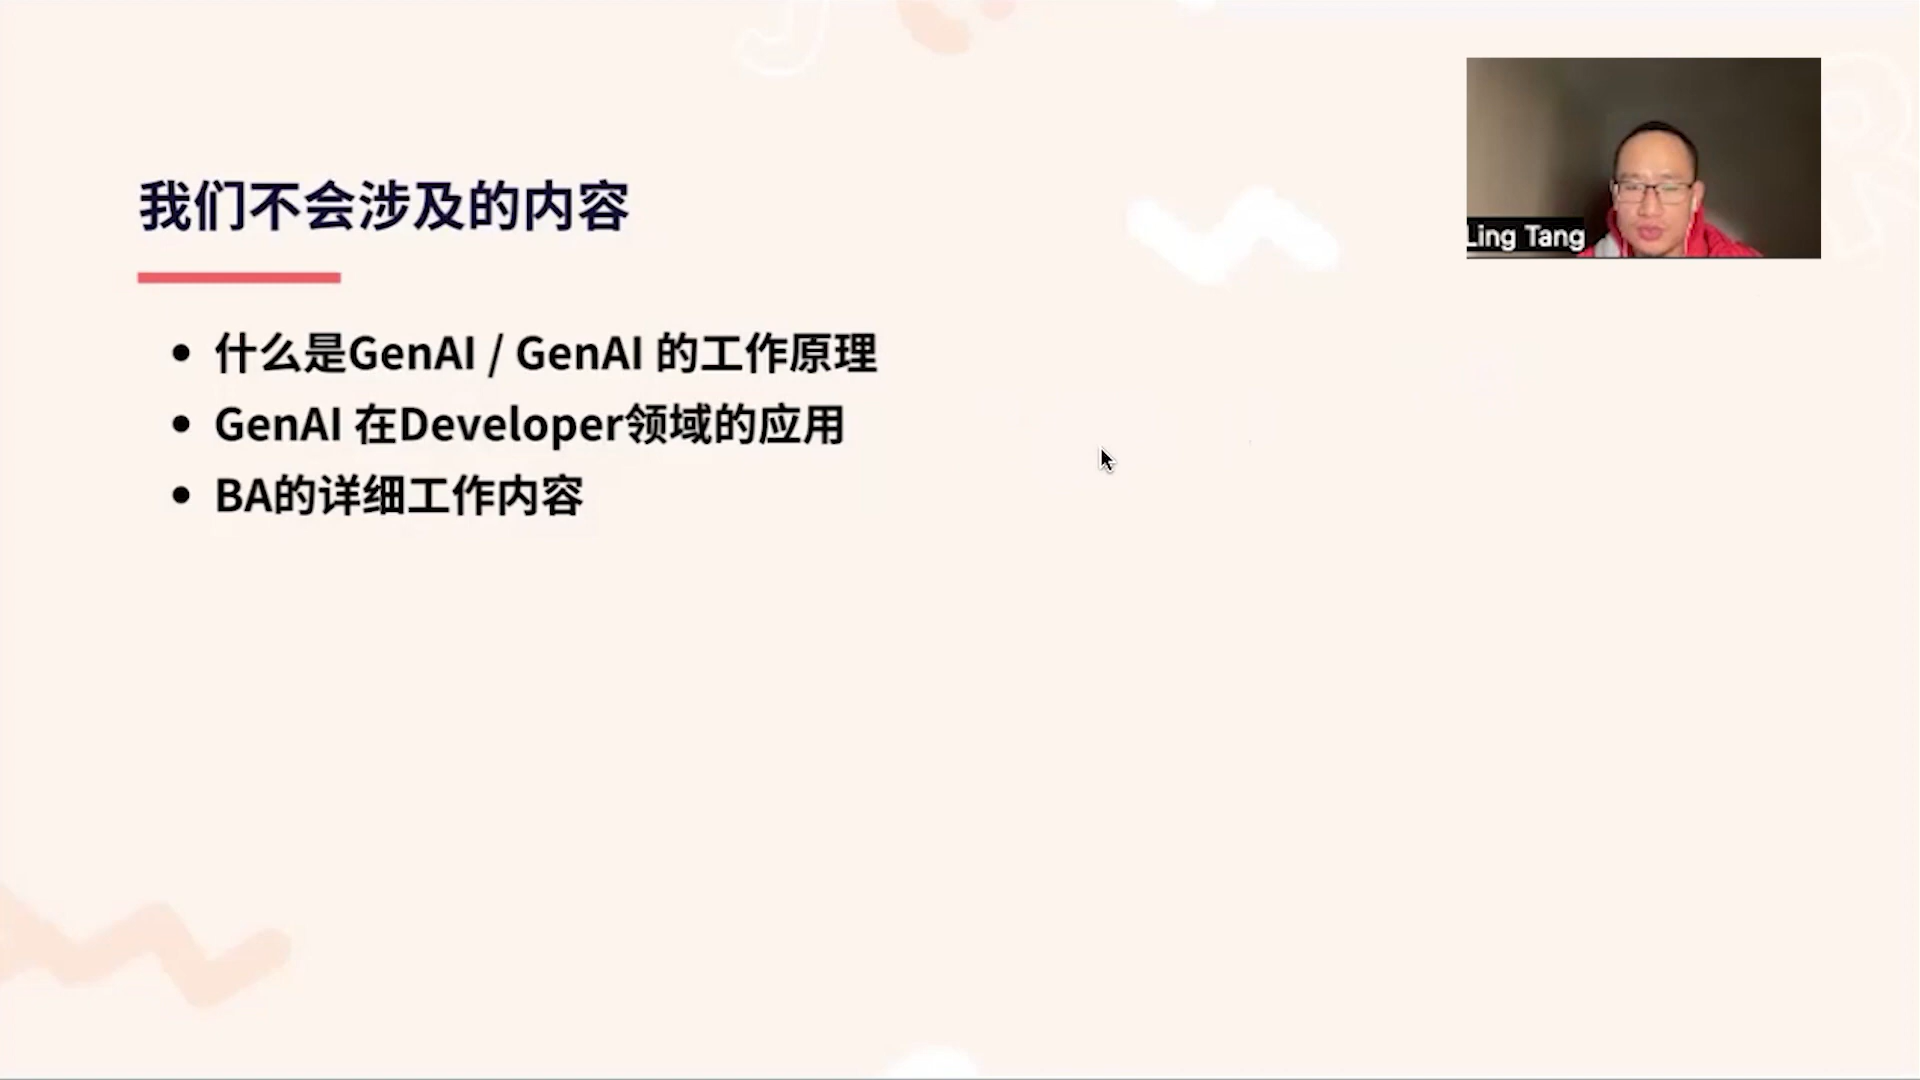 我们不会涉及的内容
Ling Tang
什么是GenAI / GenAI 的工作原理
GenAI 在Developer领域的应用
BA的详细工作内容